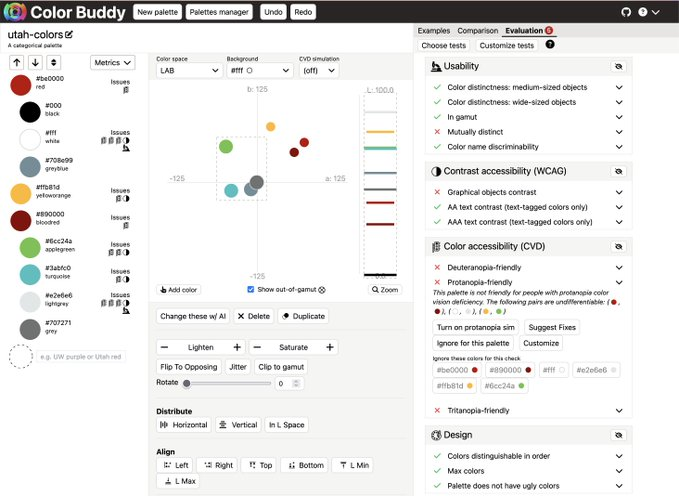 Color Buddy
New palette
Palettes manager
Undo
Redo
utah-colors
A categorical palette
Metrics
#be0000
red
Issues
#000
black
#fff
white
Issues
#708e99
greyblue
#ffb81d
yelloworange
Issues
#890000
bloodred
Issues
#6cc24a
applegreen
Issues
#3abfc0
turquoise
Issues
#e2e6e6
lightgrey
Issues
#707271
grey
e.g. UW purple or Utah red
Color space
LAB
Background
#fff
CVD simulation
(off)
b: 125
L: 100.0
-125
a: 125
-125
0.0
Add color
Show out-of-gamut
Zoom
Change these w/ AI
Delete
Duplicate
Lighten
Saturate
Flip To Opposing
Jitter
Clip to gamut
Rotate
0
Distribute
Horizontal
Vertical
In L Space
Align
Left
Right
Top
Bottom
L Min
L Max
Examples
Comparison
Evaluation
Choose tests
Customize tests
Usability
Color distinctness: medium-sized objects
Color distinctness: wide-sized objects
In gamut
Mutually distinct
Color name discriminability
Contrast accessibility (WCAG)
Graphical objects contrast
AA text contrast (text-tagged colors only)
AAA text contrast (text-tagged colors only)
Color accessibility (CVD)
Deuteranopia-friendly
Protanopia-friendly
This palette is not friendly for people with protanopia color
vision deficiency. The following pairs are undifferentiable: ( ,
), ( , ), ( , )
Turn on protanopia sim
Suggest Fixes
Ignore for this palette
Customize
Ignore these colors for this check
#be0000
#890000
#fff
#e2e6e6
#ffb81d
#6cc24a
Tritanopia-friendly
Design
Colors distinguishable in order
Max colors
Palette does not have ugly colors